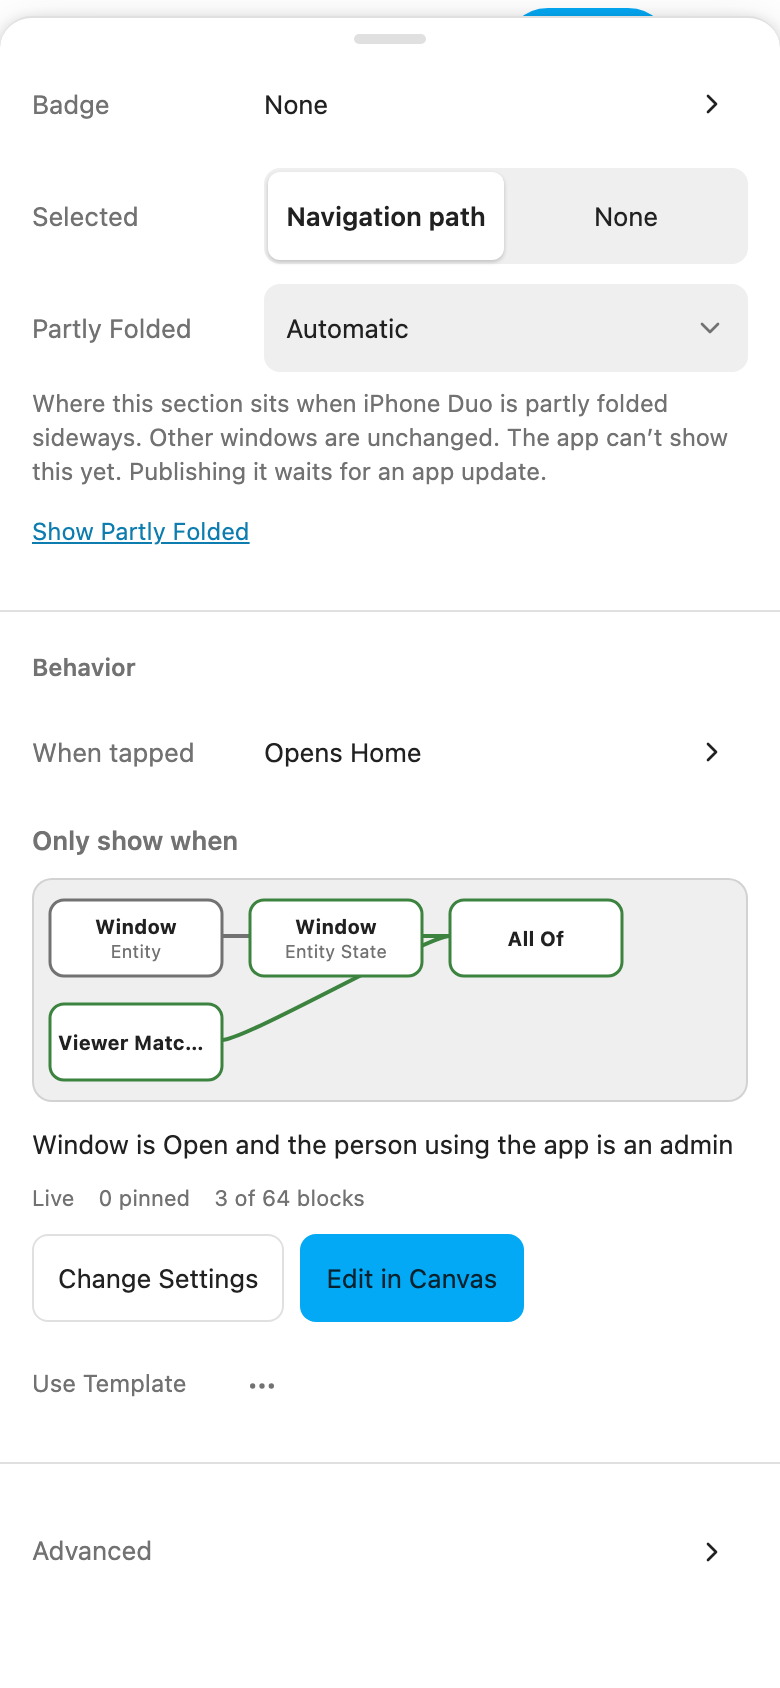 Badge
None
Selected
Navigation path
None
Partly Folded
Automatic
Where this section sits when iPhone Duo is partly folded
sideways. Other windows are unchanged. The app can’t show
this yet. Publishing it waits for an app update.
Show Partly Folded
Behavior
When tapped
Opens Home
Only show when
Window
Entity
Window
Entity State
All Of
Viewer Matc...
Window is Open and the person using the app is an admin
Live
0 pinned
3 of 64 blocks
Change Settings
Edit in Canvas
Use Template
Advanced